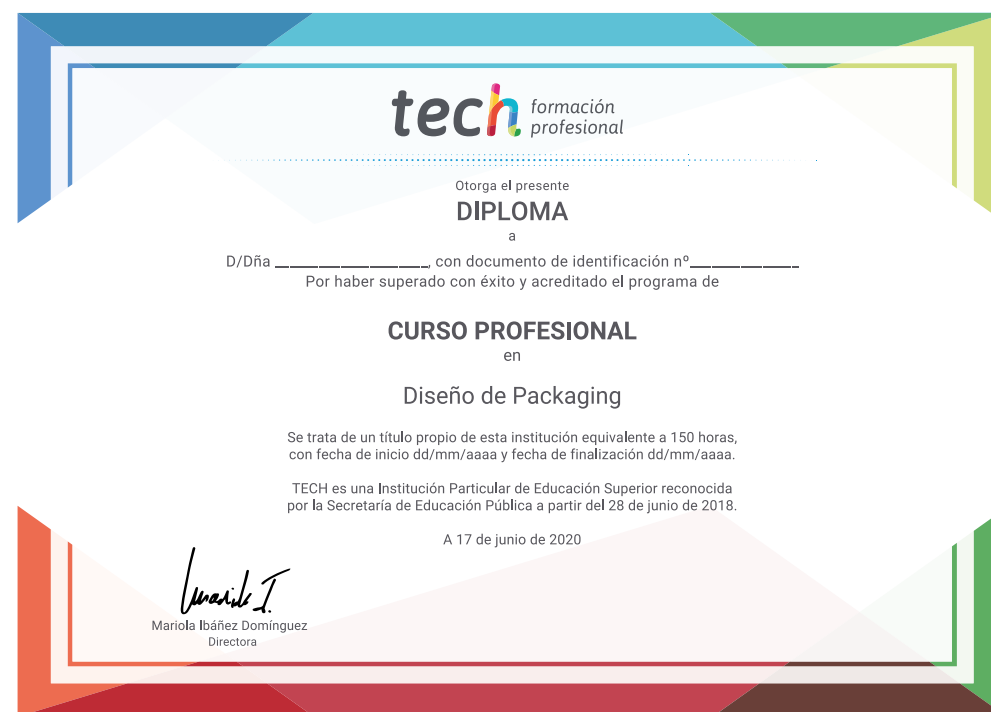 tech formación
profesional
Otorga el presente
DIPLOMA
a
D/Dña ______________, con documento de identificación nº__________
Por haber superado con éxito y acreditado el programa de
CURSO PROFESIONAL
en
Diseño de Packaging
Se trata de un título propio de esta institución equivalente a 150 horas,
con fecha de inicio dd/mm/aaaa y fecha de finalización dd/mm/aaaa.
TECH es una Institución Particular de Educación Superior reconocida
por la Secretaría de Educación Pública a partir del 28 de junio de 2018.
A 17 de junio de 2020
Mariola Ibáñez Domínguez
Directora